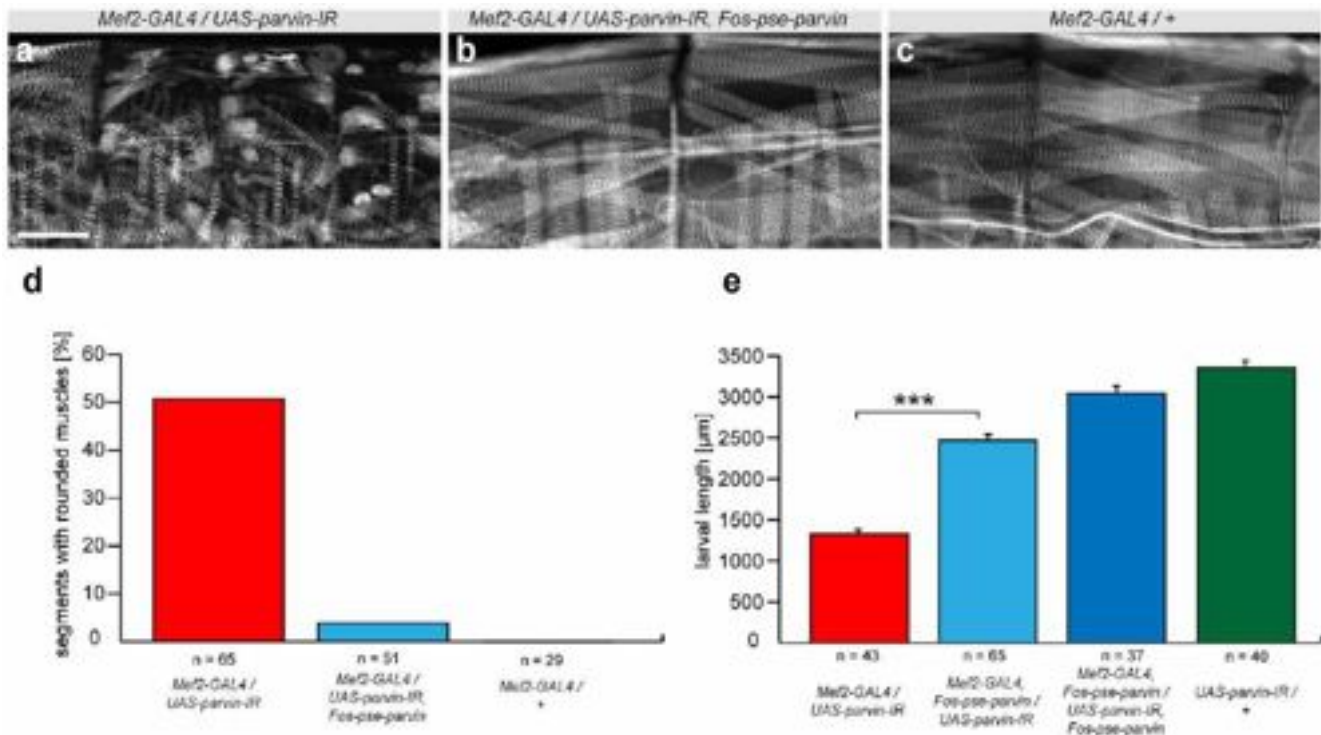 Mef2-GAL4 / UAS-parvin-IR
Mef2-GAL4 / UAS-parvin-IR, Fos-pse-parvin
Mef2-GAL4 / +
a
b
c
d
segments with rounded muscles [%]
60
50
40
30
20
10
0
n = 65
n = 51
n = 29
Mef2-GAL4 /
UAS-parvin-IR
Mef2-GAL4 /
UAS-parvin-IR,
Fos-pse-parvin
Mef2-GAL4 /
+
e
larval length [µm]
3500
3000
2500
2000
1500
1000
500
0
***
n = 43
n = 65
n = 37
n = 40
Mef2-GAL4 /
UAS-parvin-IR
Mef2-GAL4,
Fos-pse-parvin /
UAS-parvin-IR
Mef2-GAL4,
Fos-pse-parvin /
UAS-parvin-IR,
Fos-pse-parvin
UAS-parvin-IR /
+